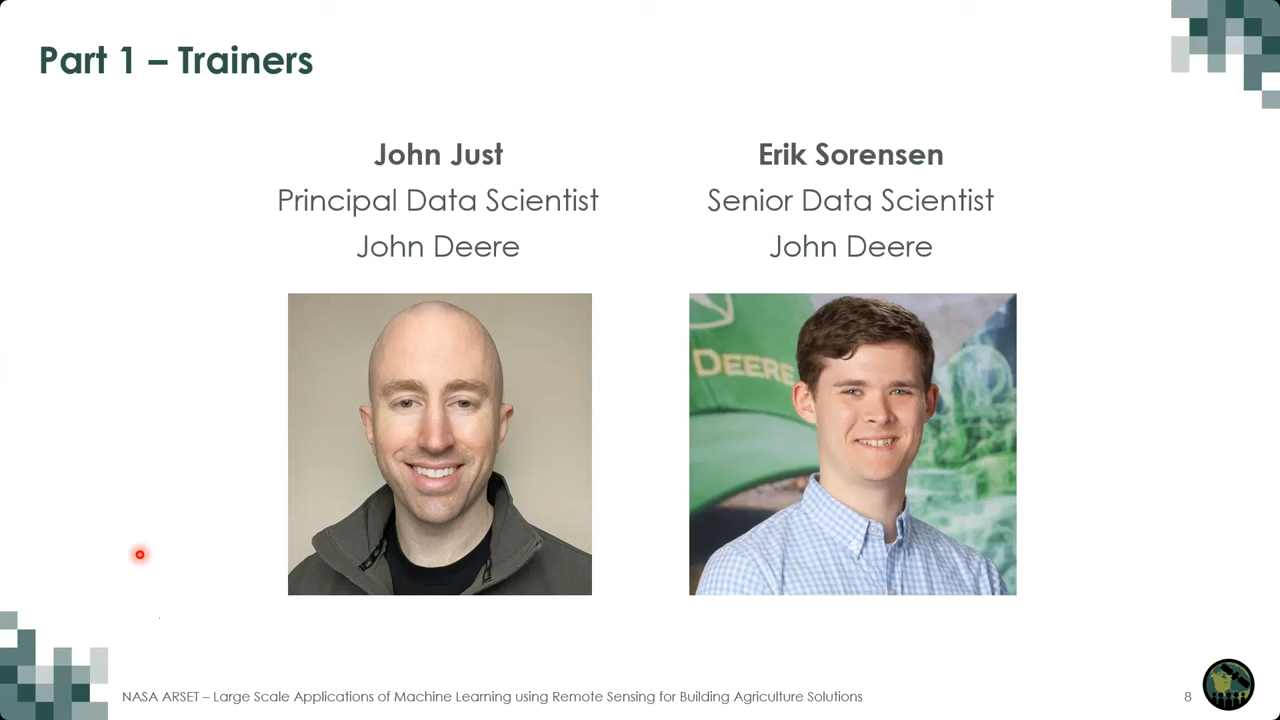 Part 1 – Trainers
John Just
Principal Data Scientist
John Deere
Erik Sorensen
Senior Data Scientist
John Deere
DEERE
NASA ARSET – Large Scale Applications of Machine Learning using Remote Sensing for Building Agriculture Solutions
8